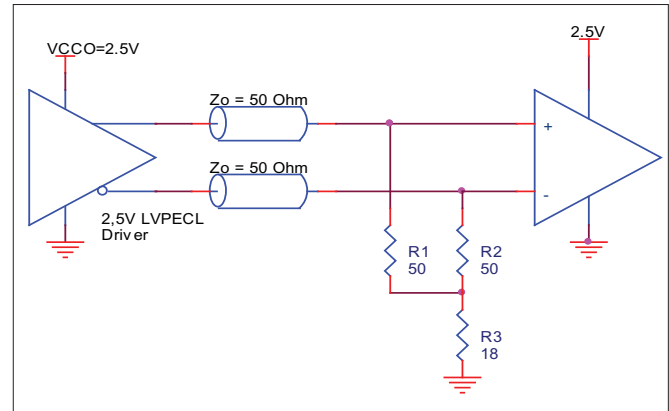 VCCO=2.5V
2.5V
Zo = 50 Ohm
+
Zo = 50 Ohm
-
2,5V LVPECL
Driver
R1
50
R2
50
R3
18